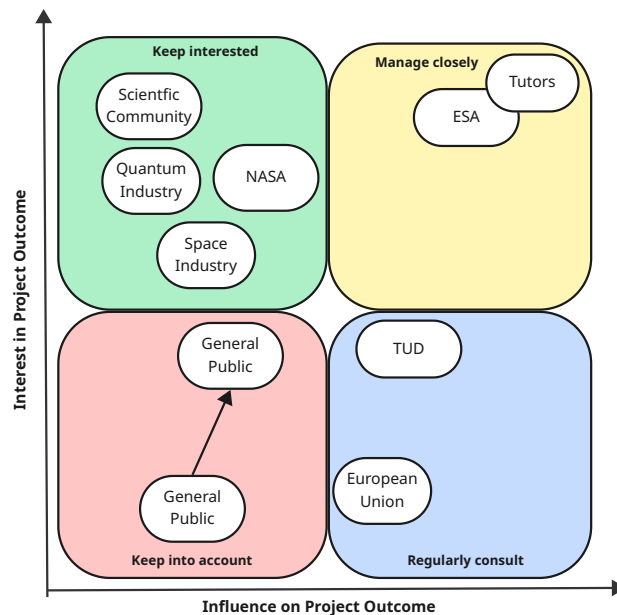 Keep interested
Scientfic
Community
Quantum
Industry
NASA
Space
Industry
Manage closely
Tutors
ESA
General
Public
General
Public
Keep into account
TUD
European
Union
Regularly consult
Interest in Project Outcome
Influence on Project Outcome